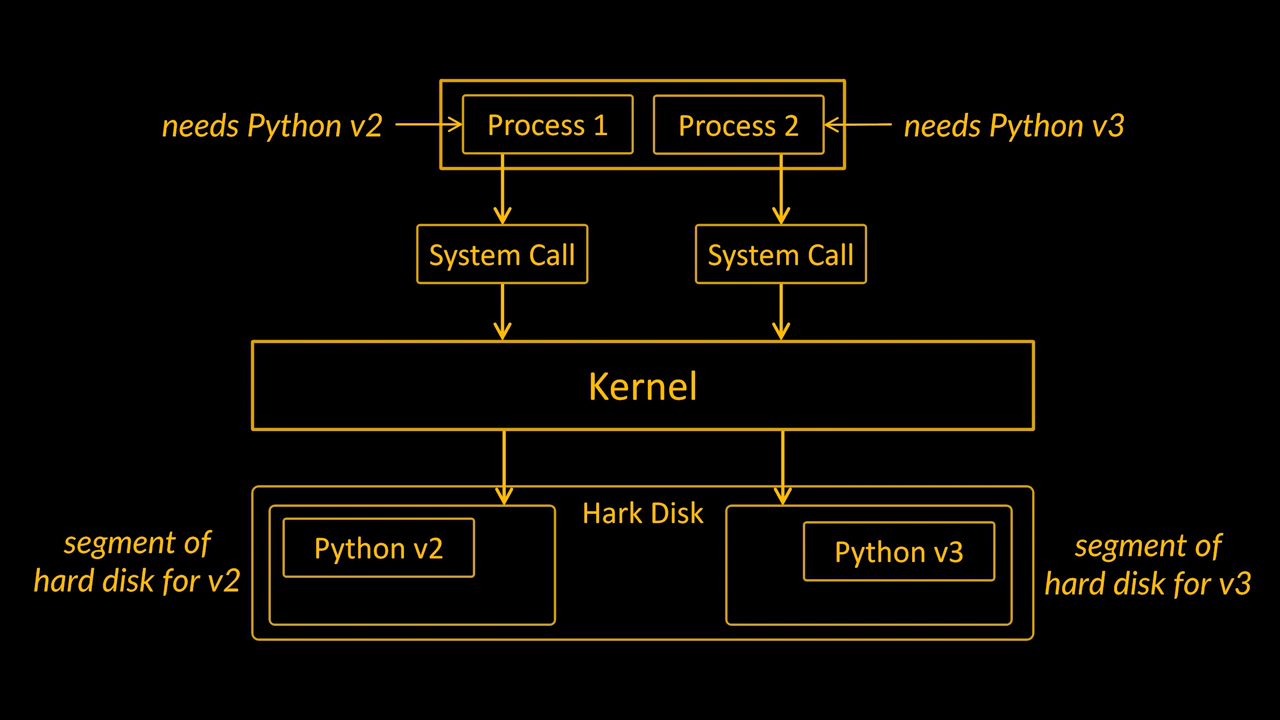 needs Python v2
Process 1
Process 2
needs Python v3
System Call
System Call
Kernel
Hark Disk
segment of
hard disk for v2
Python v2
Python v3
segment of
hard disk for v3